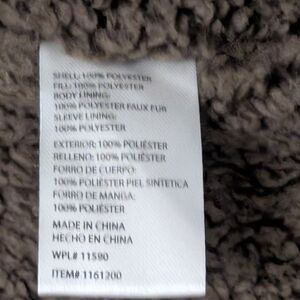 SHELL: 100% POLYESTER
FILL: 100% POLYESTER
BODY LINING:
100% POLYESTER FAUX FUR
SLEEVE LINING:
100% POLYESTER
EXTERIOR: 100% POLIÉSTER
RELLENO: 100% POLIÉSTER
FORRO DE CUERPO:
100% POLIÉSTER PIEL SINTETICA
FORRO DE MANGA:
100% POLIÉSTER
MADE IN CHINA
HECHO EN CHINA
WPL# 11590
ITEM# 1161200